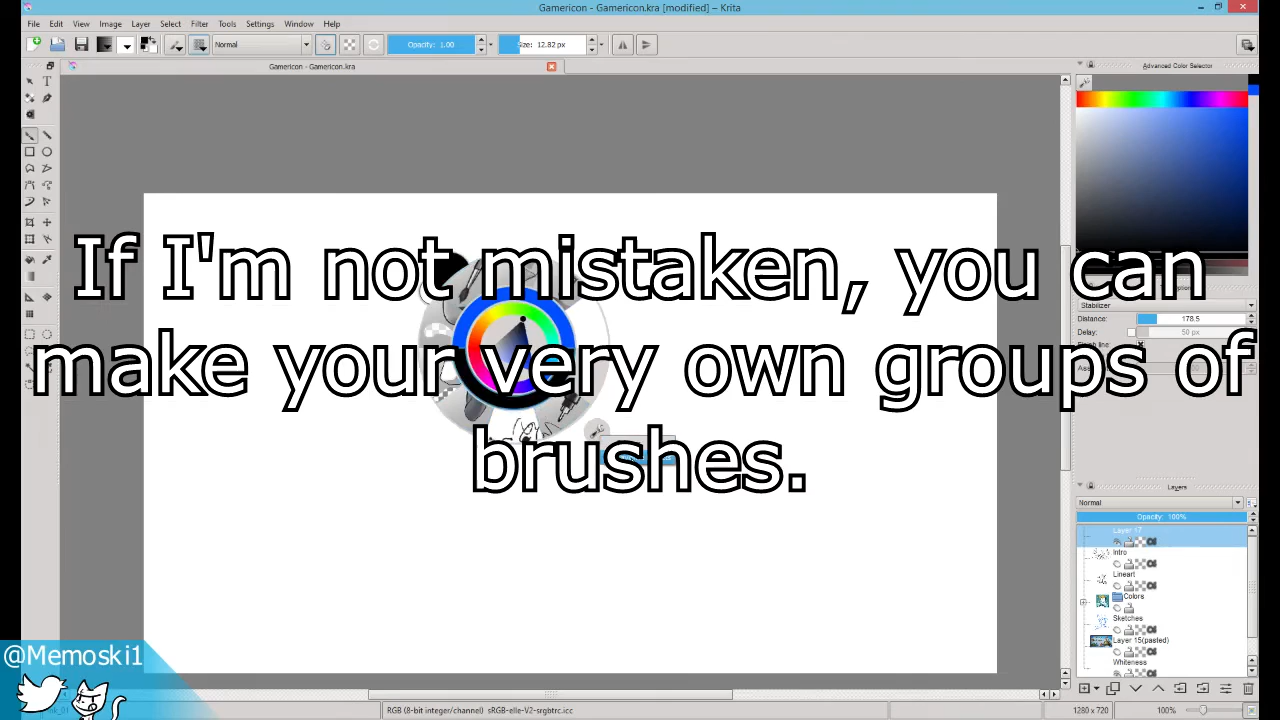 Gamericon - Gamericon.kra [modified] – Krita
File Edit View Image Layer Select Filter Tools Settings Window Help
Normal Opacity: 1.00 Size: 12.82 px
Gamericon - Gamericon.kra
Advanced Color Selector
If I'm not mistaken, you can
make your very own groups of
brushes.
Stabilizer
Distance: 178.5
Delay: 50 px
Layers
Normal
Opacity: 100%
Layer 17
Intro
Lineart
Colors
Sketches
Layer 15(pasted)
Whiteness
@Memoski1
RGB (8-bit integer/channel) sRGB-elle-V2-srgbtrc.icc
1280 x 720
100%